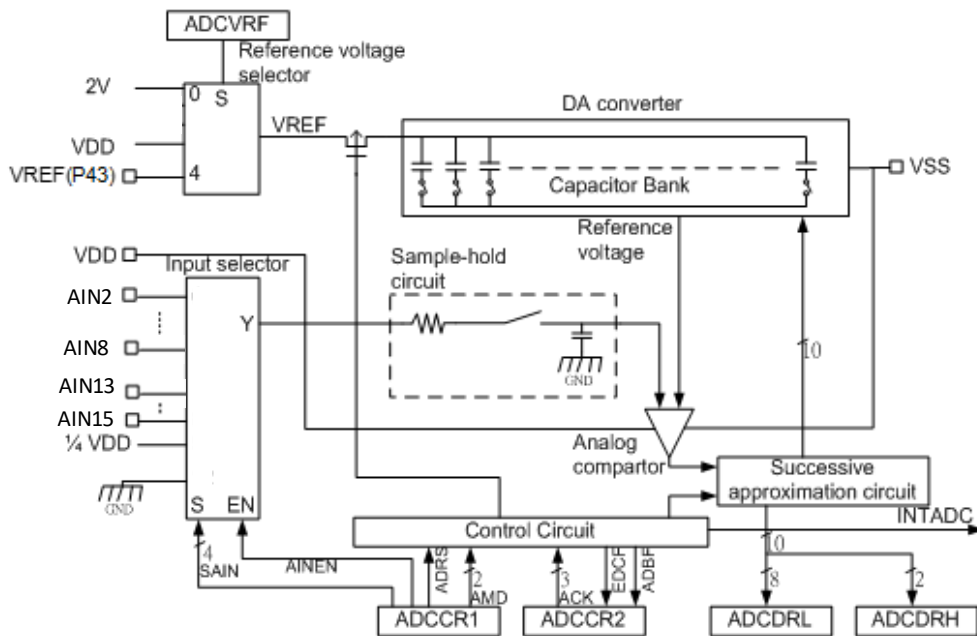 ADCVRF
Reference voltage
selector
2V
0
S
VDD
VREF
VREF(P43)
4
DA converter
Capacitor Bank
VSS
Reference
voltage
VDD
Input selector
Sample-hold
circuit
AIN2
Y
AIN8
GND
10
AIN13
AIN15
¼ VDD
Analog
compartor
GND
S
EN
Successive
approximation circuit
Control Circuit
INTADC
4
SAIN
AINEN
ADRS
2
AMD
3
ACK
EDCF
ADBF
10
8
2
ADCCR1
ADCCR2
ADCDRL
ADCDRH